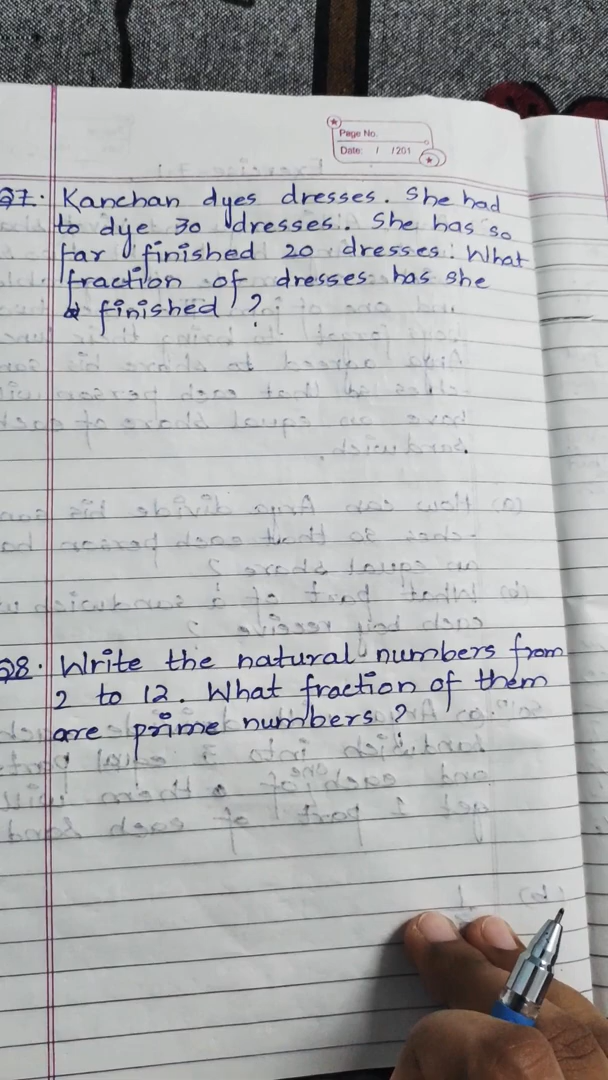 Page No.
Date: / /201
Q7. Kanchan dyes dresses. She had
to dye 30 dresses. She has so
far finished 20 dresses. What
fraction of dresses has she
finished ?
Q8. Write the natural numbers from
2 to 12. What fraction of them
are prime numbers ?